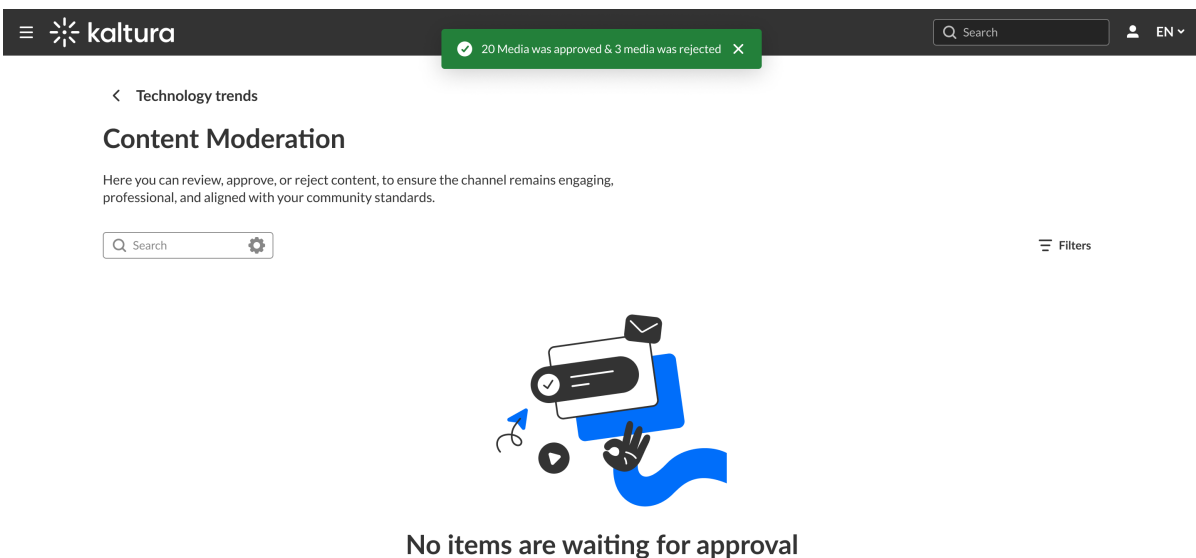 kaltura
20 Media was approved & 3 media was rejected
Search
EN
Technology trends
Content Moderation
Here you can review, approve, or reject content, to ensure the channel remains engaging,
professional, and aligned with your community standards.
Search
Filters
No items are waiting for approval